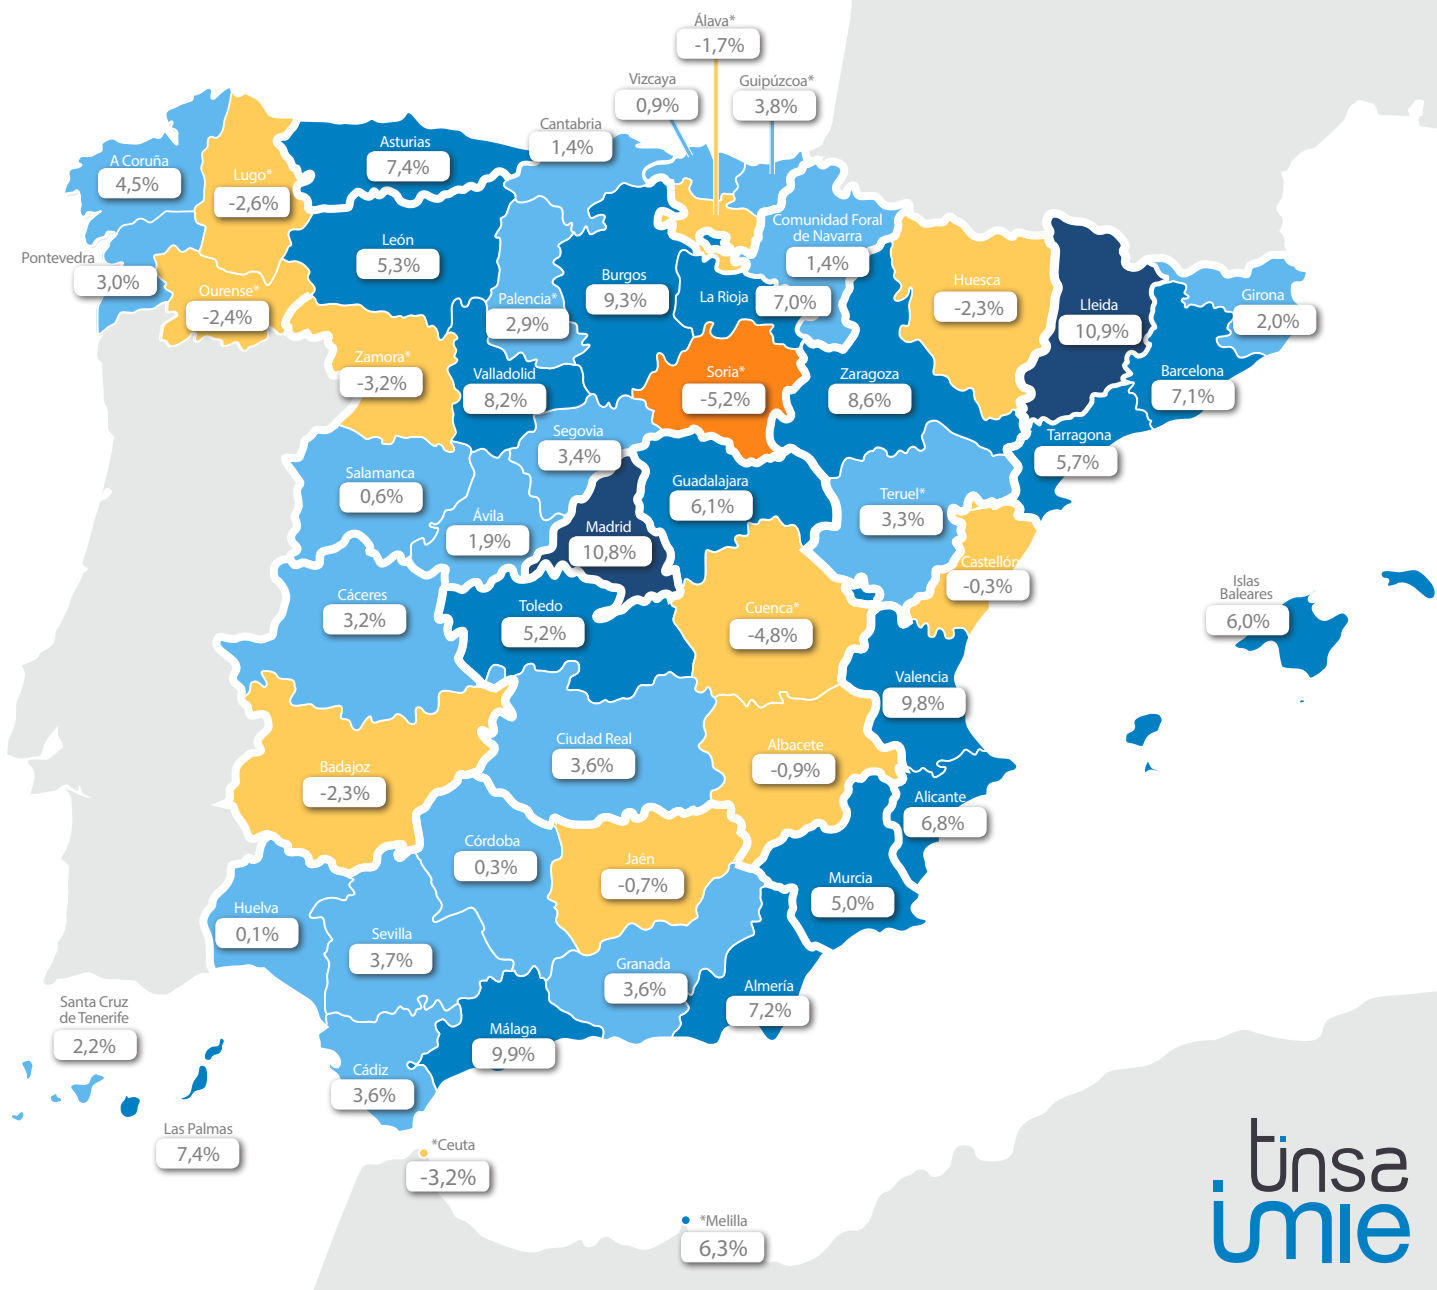 Álava*
-1,7%
Vizcaya
0,9%
Guipúzcoa*
3,8%
Cantabria
1,4%
Asturias
7,4%
A Coruña
4,5%
Lugo*
-2,6%
Pontevedra
3,0%
Ourense*
-2,4%
León
5,3%
Palencia*
2,9%
Burgos
9,3%
La Rioja
7,0%
Comunidad Foral
de Navarra
1,4%
Huesca
-2,3%
Lleida
10,9%
Girona
2,0%
Barcelona
7,1%
Tarragona
5,7%
Zamora*
-3,2%
Valladolid
8,2%
Soria*
-5,2%
Zaragoza
8,6%
Segovia
3,4%
Salamanca
0,6%
Ávila
1,9%
Madrid
10,8%
Guadalajara
6,1%
Teruel*
3,3%
Castellón
-0,3%
Islas
Baleares
6,0%
Cáceres
3,2%
Toledo
5,2%
Cuenca*
-4,8%
Valencia
9,8%
Badajoz
-2,3%
Ciudad Real
3,6%
Albacete
-0,9%
Alicante
6,8%
Córdoba
0,3%
Jaén
-0,7%
Murcia
5,0%
Huelva
0,1%
Sevilla
3,7%
Granada
3,6%
Almería
7,2%
Málaga
9,9%
Cádiz
3,6%
Santa Cruz
de Tenerife
2,2%
Las Palmas
7,4%
*Ceuta
-3,2%
*Melilla
6,3%
tinsa
imie